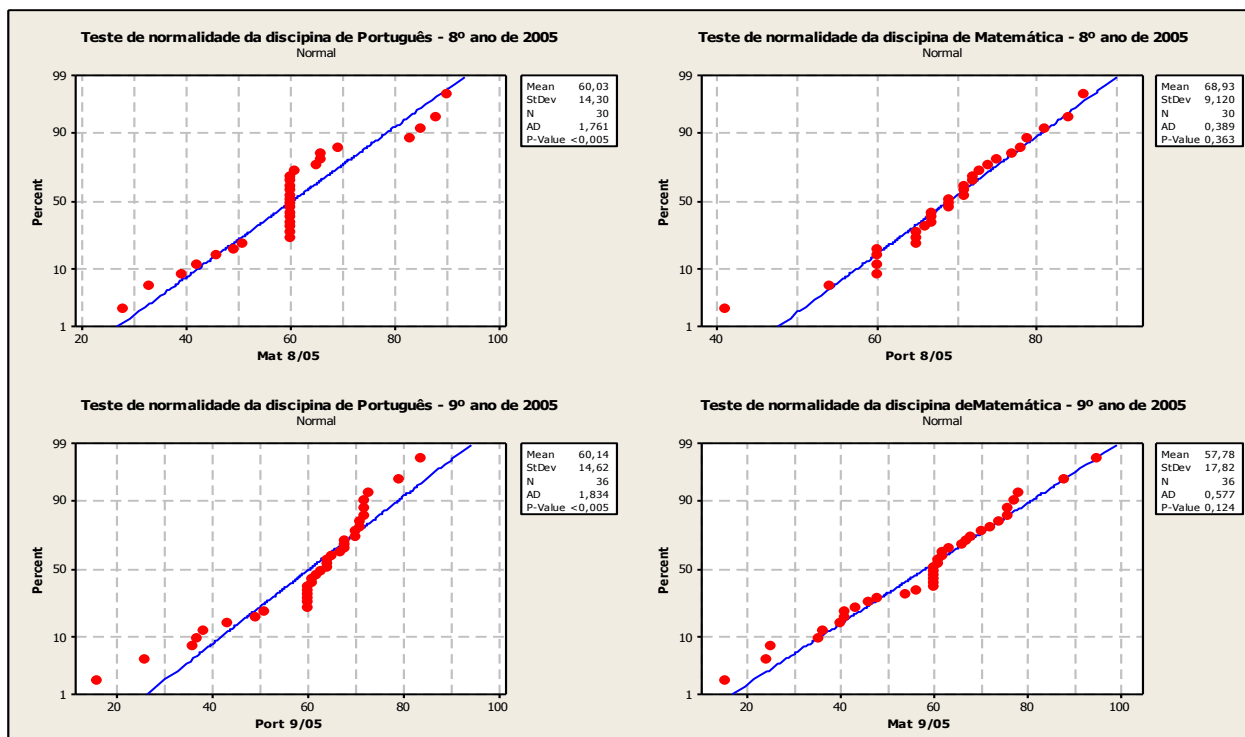 Teste de normalidade da discipina de Português - 8º ano de 2005
Normal
99
90
50
10
1
Percent
20 40 60 80 100
Mat 8/05
Mean 60,03
StDev 14,30
N 30
AD 1,761
P-Value <0,005
Teste de normalidade da discipina de Matemática - 8º ano de 2005
Normal
99
90
50
10
1
Percent
40 60 80
Port 8/05
Mean 68,93
StDev 9,120
N 30
AD 0,389
P-Value 0,363
Teste de normalidade da discipina de Português - 9º ano de 2005
Normal
99
90
50
10
1
Percent
20 40 60 80 100
Port 9/05
Mean 60,14
StDev 14,62
N 36
AD 1,834
P-Value <0,005
Teste de normalidade da discipina deMatemática - 9º ano de 2005
Normal
99
90
50
10
1
Percent
20 40 60 80 100
Mat 9/05
Mean 57,78
StDev 17,82
N 36
AD 0,577
P-Value 0,124